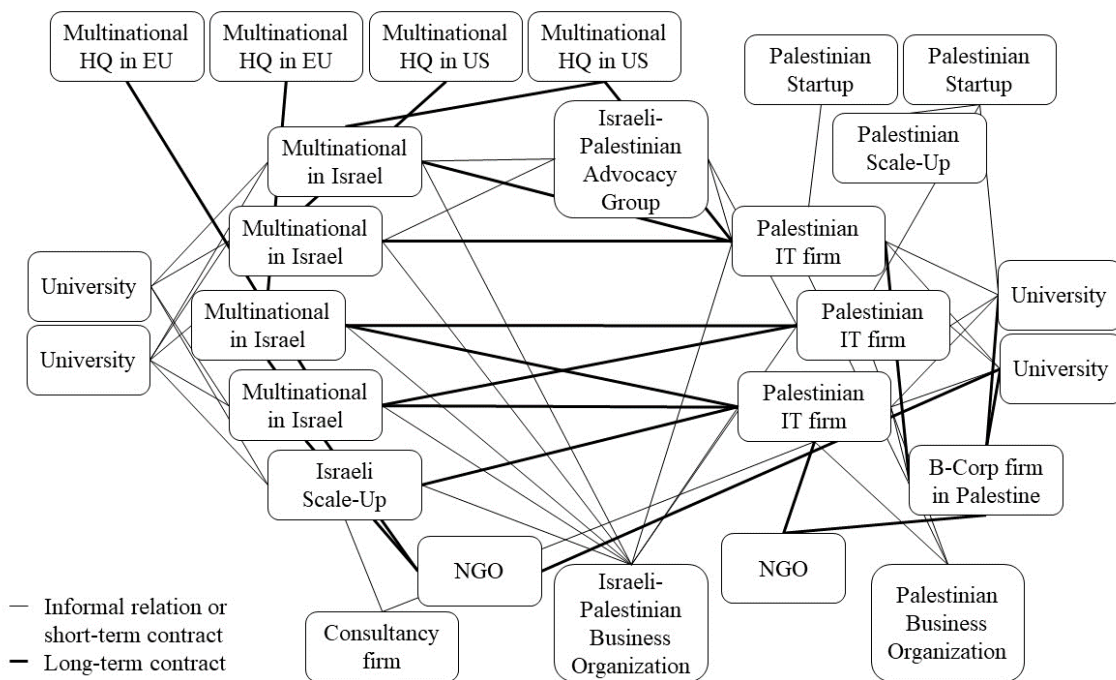 Multinational
HQ in EU
Multinational
HQ in EU
Multinational
HQ in US
Multinational
HQ in US
Palestinian
Startup
Palestinian
Startup
Multinational
in Israel
Israeli-
Palestinian
Advocacy
Group
Palestinian
Scale-Up
Multinational
in Israel
Palestinian
IT firm
University
University
Multinational
in Israel
Palestinian
IT firm
University
University
Multinational
in Israel
Palestinian
IT firm
Israeli
Scale-Up
B-Corp firm
in Palestine
NGO
Israeli-
Palestinian
Business
Organization
NGO
Palestinian
Business
Organization
Consultancy
firm
Informal relation or
short-term contract
Long-term contract